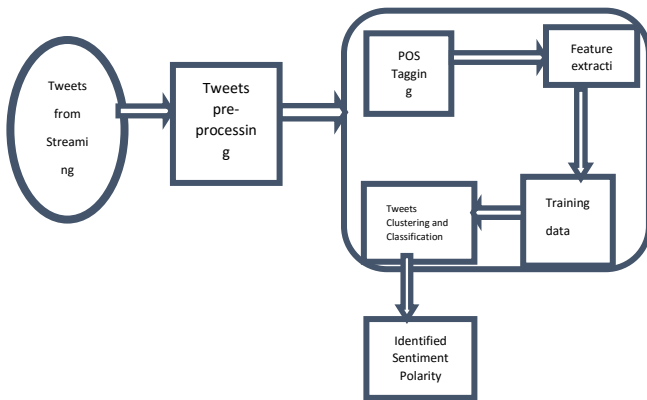 Tweets
from
Streami
ng
Tweets
pre-
processin
g
POS
Taggin
g
Feature
extracti
Training
data
Tweets
Clustering and
Classification
Identified
Sentiment
Polarity